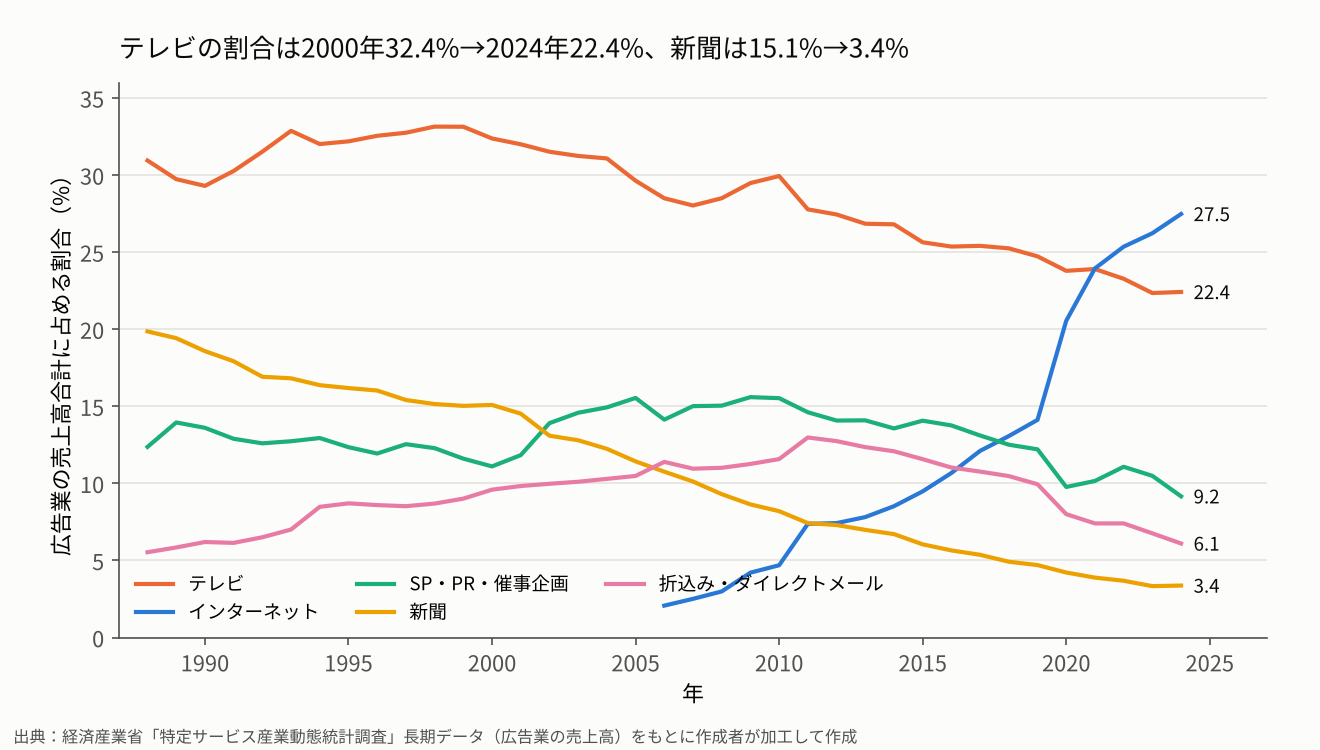 テレビの割合は2000年32.4%→2024年22.4%、新聞は15.1%→3.4%
広告業の売上高合計に占める割合（%）
35
30
25
20
15
10
5
0
27.5
22.4
9.2
6.1
3.4
テレビ
SP・PR・催事企画
折込み・ダイレクトメール
インターネット
新聞
1990
1995
2000
2005
2010
2015
2020
2025
年
出典：経済産業省「特定サービス産業動態統計調査」長期データ（広告業の売上高）をもとに作成者が加工して作成